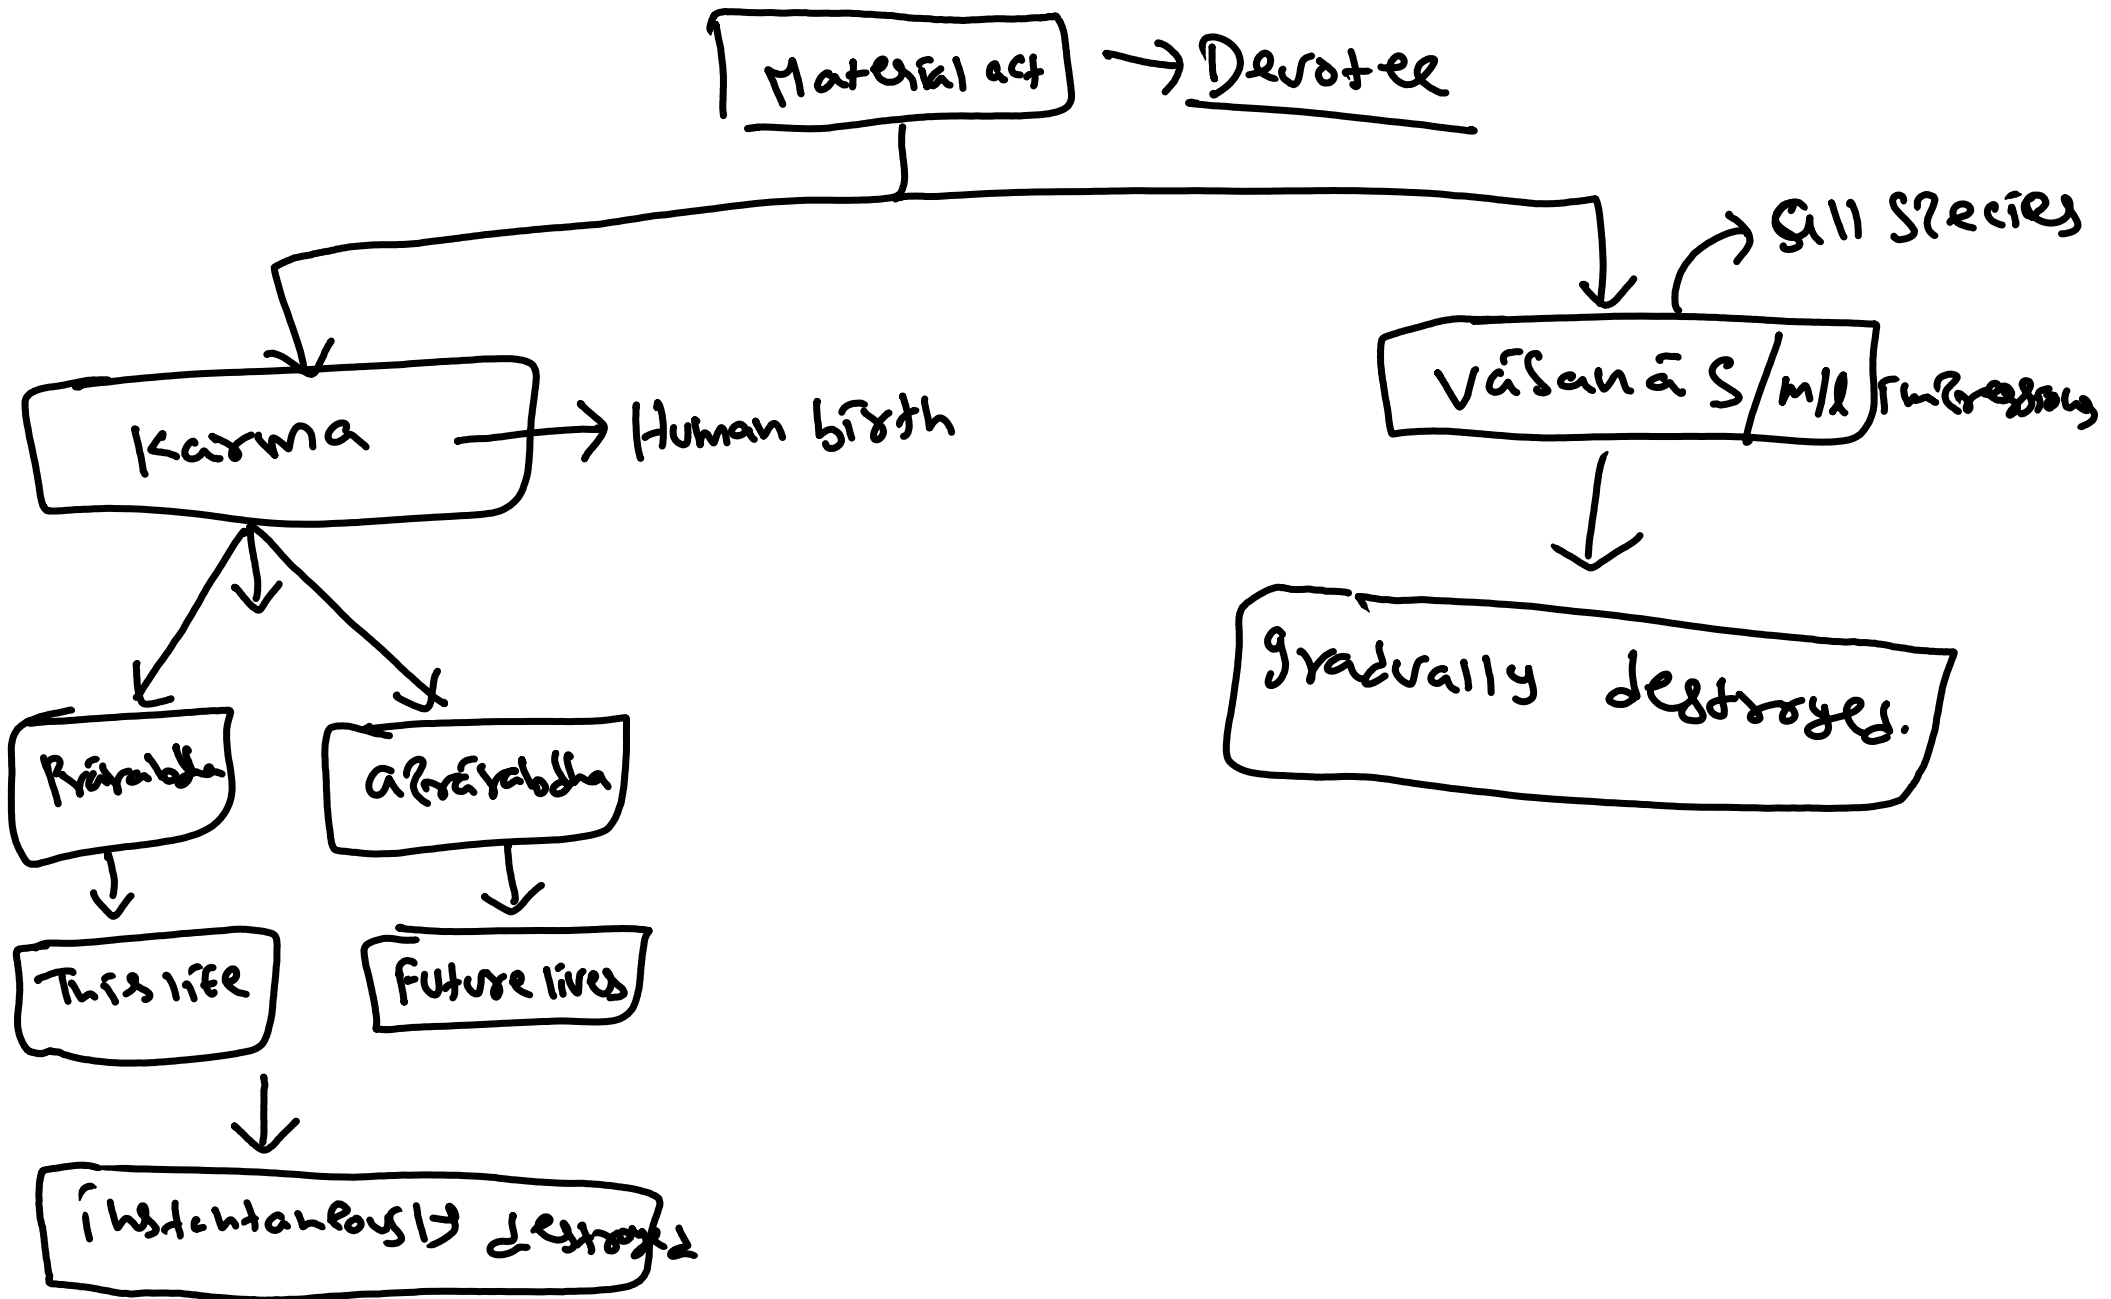 Material act
Devotee
all species
Karma
Human birth
Vāsanās/m/l impressions
gradually destroyed.
Prārabdha
aprārabdha
This life
Future lives
instantaneously destroyed